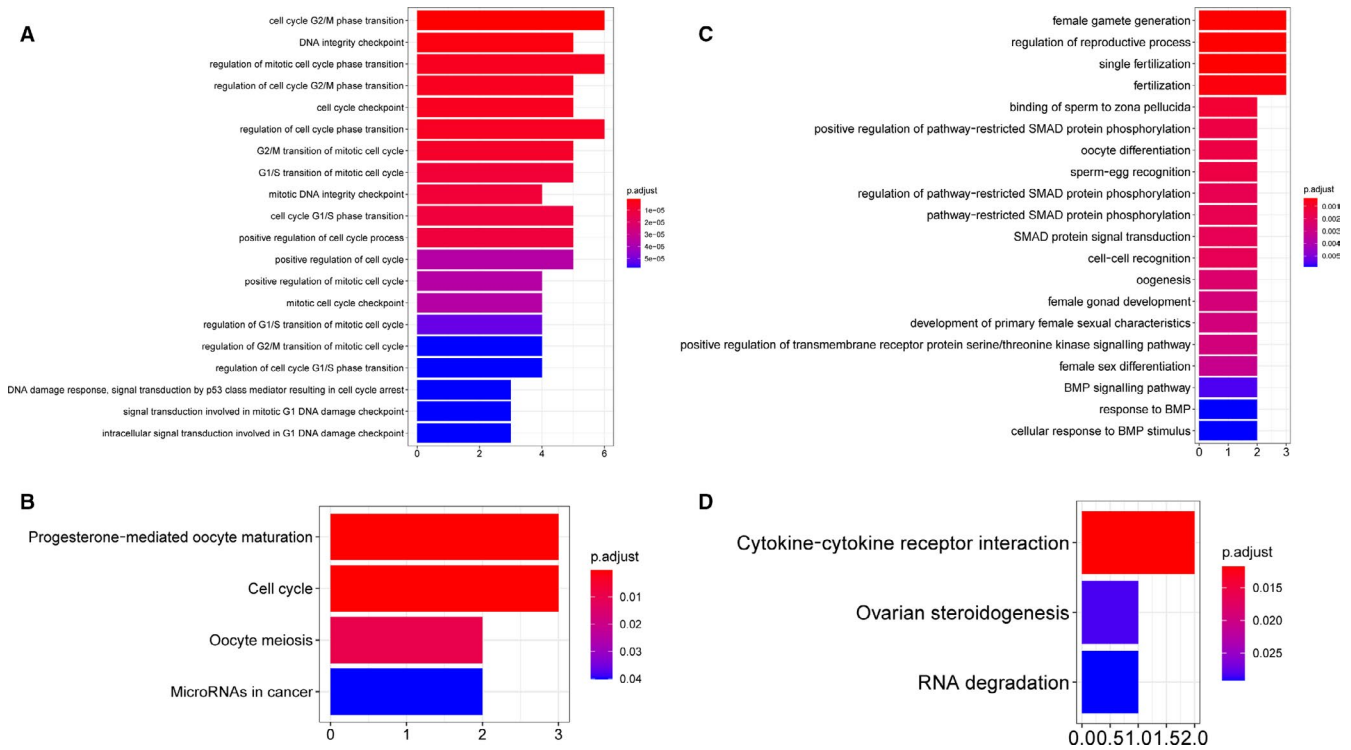 A
cell cycle G2/M phase transition
DNA integrity checkpoint
regulation of mitotic cell cycle phase transition
regulation of cell cycle G2/M phase transition
cell cycle checkpoint
regulation of cell cycle phase transition
G2/M transition of mitotic cell cycle
G1/S transition of mitotic cell cycle
mitotic DNA integrity checkpoint
cell cycle G1/S phase transition
positive regulation of cell cycle process
positive regulation of cell cycle
positive regulation of mitotic cell cycle
mitotic cell cycle checkpoint
regulation of G1/S transition of mitotic cell cycle
regulation of G2/M transition of mitotic cell cycle
regulation of cell cycle G1/S phase transition
DNA damage response, signal transduction by p53 class mediator resulting in cell cycle arrest
signal transduction involved in mitotic G1 DNA damage checkpoint
intracellular signal transduction involved in G1 DNA damage checkpoint
0 2 4 6
p.adjust
1e-05
2e-05
3e-05
4e-05
5e-05
C
female gamete generation
regulation of reproductive process
single fertilization
fertilization
binding of sperm to zona pellucida
positive regulation of pathway-restricted SMAD protein phosphorylation
oocyte differentiation
sperm-egg recognition
regulation of pathway-restricted SMAD protein phosphorylation
pathway-restricted SMAD protein phosphorylation
SMAD protein signal transduction
cell-cell recognition
oogenesis
female gonad development
development of primary female sexual characteristics
positive regulation of transmembrane receptor protein serine/threonine kinase signalling pathway
female sex differentiation
BMP signalling pathway
response to BMP
cellular response to BMP stimulus
0 1 2 3
p.adjust
0.001
0.002
0.003
0.004
0.005
B
Progesterone-mediated oocyte maturation
Cell cycle
Oocyte meiosis
MicroRNAs in cancer
0 1 2 3
p.adjust
0.01
0.02
0.03
0.04
D
Cytokine-cytokine receptor interaction
Ovarian steroidogenesis
RNA degradation
0.00.51.01.52.0
p.adjust
0.015
0.020
0.025